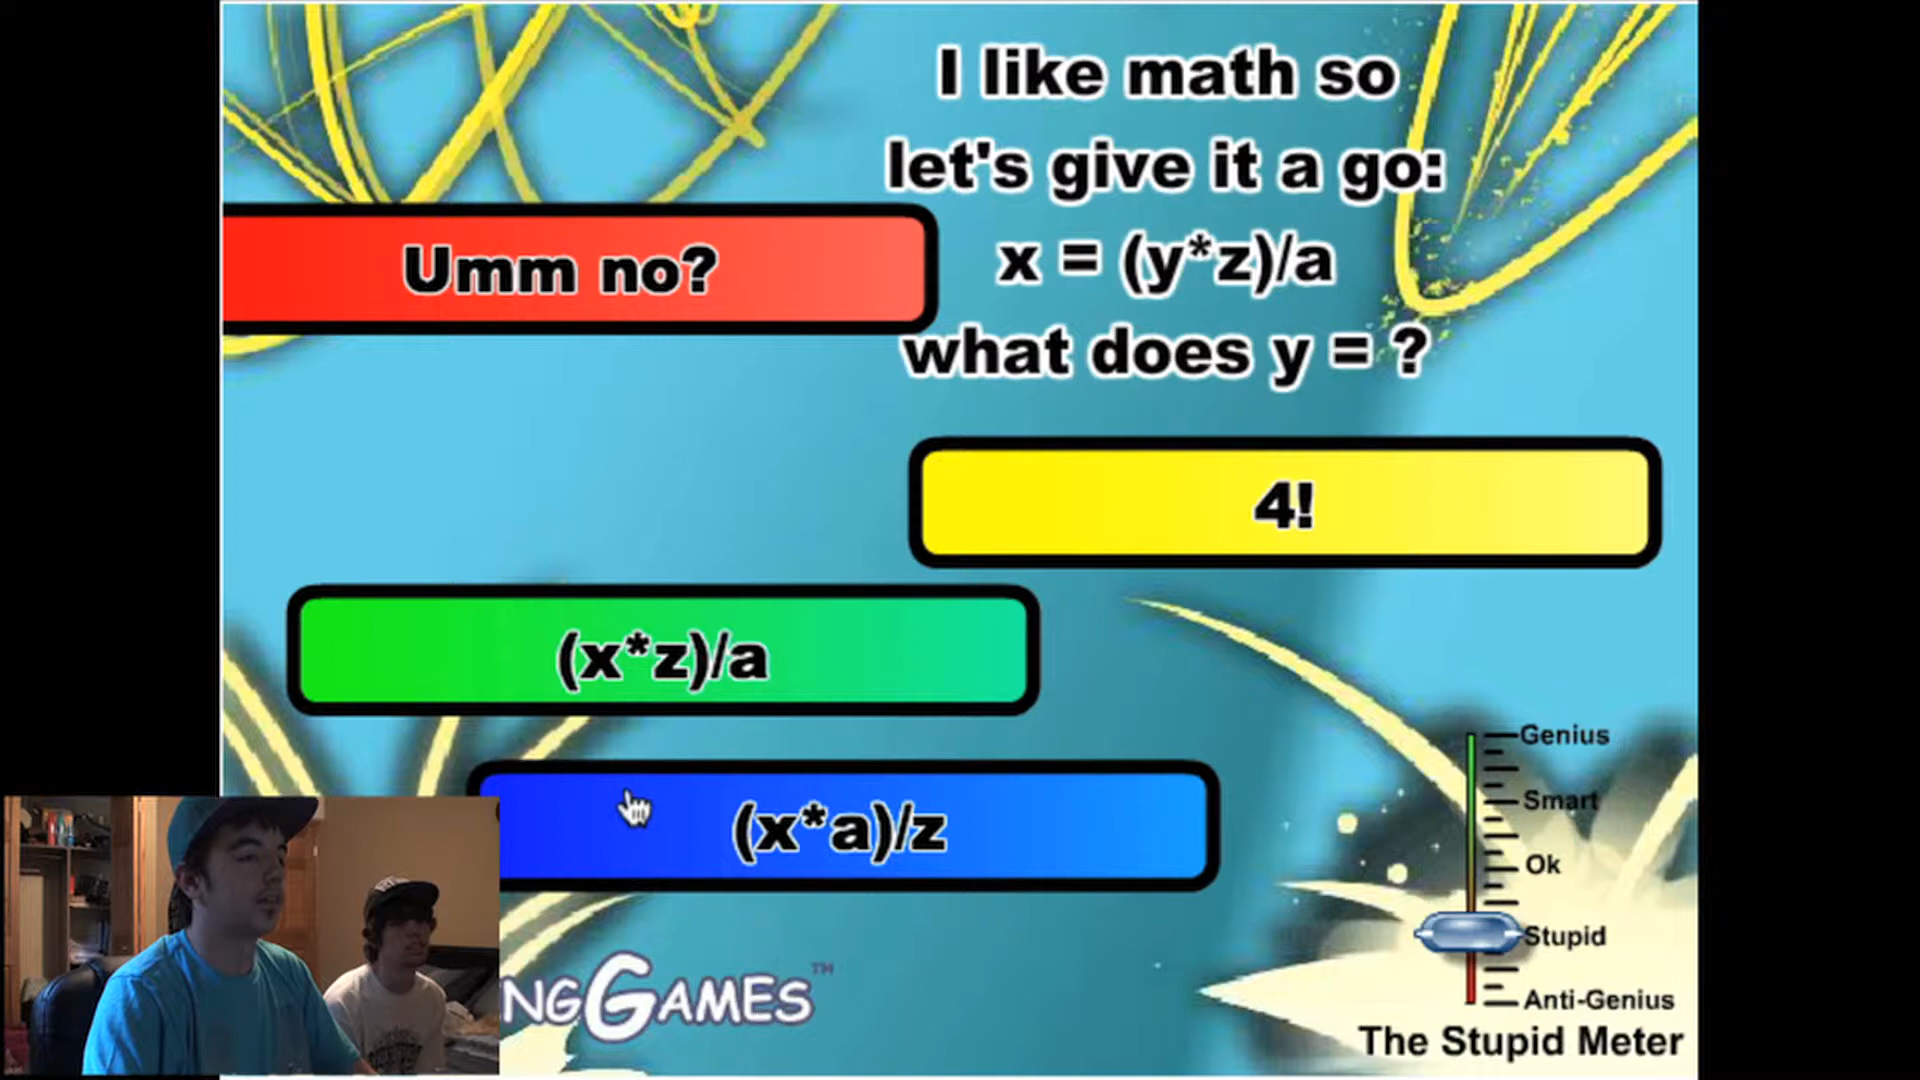 I like math so
let's give it a go:
x = (y*z)/a
what does y = ?
Umm no?
4!
(x*z)/a
(x*a)/z
Genius
Smart
Ok
Stupid
Anti-Genius
The Stupid Meter
NGGAMES™